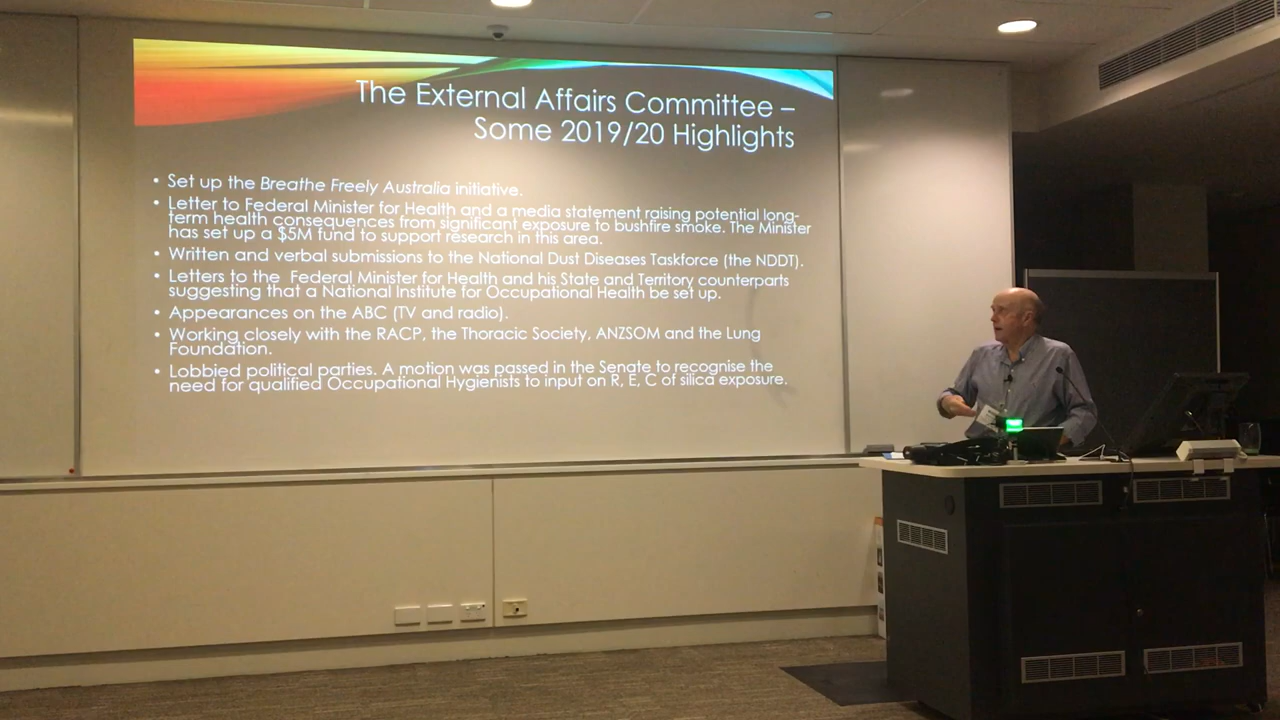 The External Affairs Committee –
Some 2019/20 Highlights
• Set up the Breathe Freely Australia initiative.
• Letter to Federal Minister for Health and a media statement raising potential long-
term health consequences from significant exposure to bushfire smoke. The Minister
has set up a $5M fund to support research in this area.
• Written and verbal submissions to the National Dust Diseases Taskforce (the NDDT).
• Letters to the  Federal Minister for Health and his State and Territory counterparts
suggesting that a National Institute for Occupational Health be set up.
• Appearances on the ABC (TV and radio).
• Working closely with the RACP, the Thoracic Society, ANZSOM and the Lung
Foundation.
• Lobbied political parties. A motion was passed in the Senate to recognise the
need for qualified Occupational Hygienists to input on R, E, C of silica exposure.